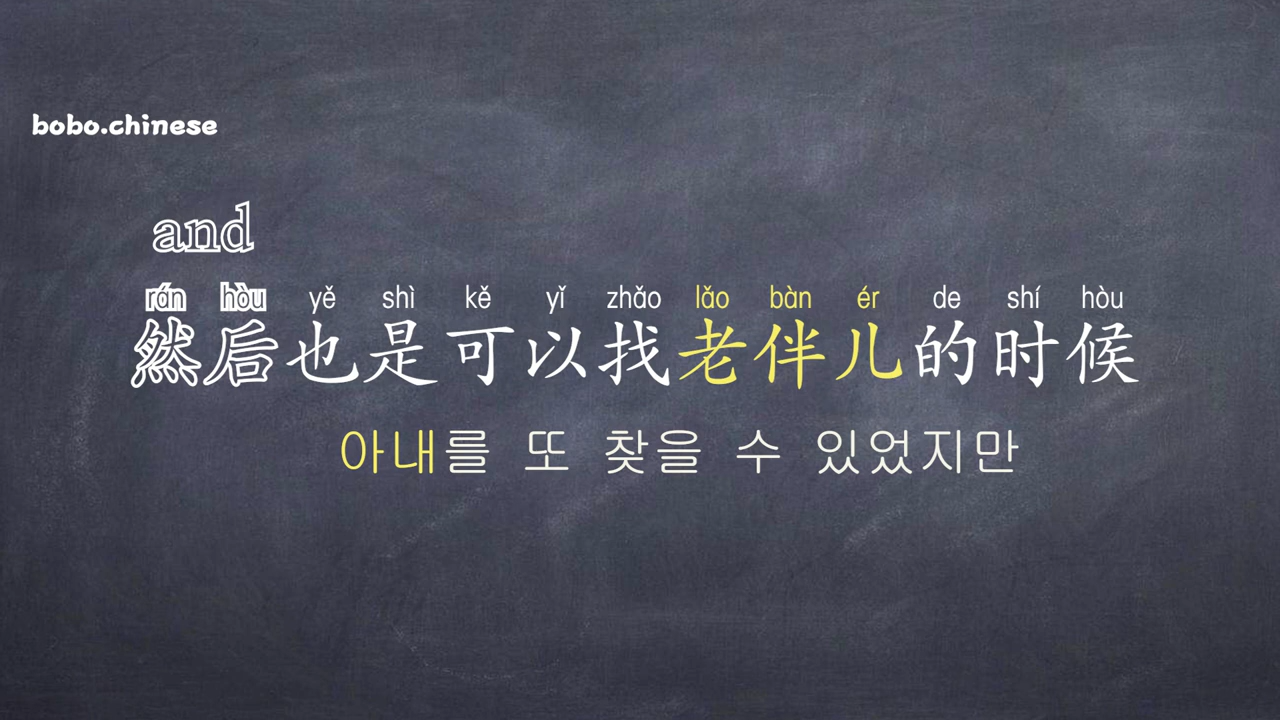 bobo.chinese
and
rán hòu yě shì kě yǐ zhǎo lǎo bàn ér de shí hòu
然后也是可以找老伴儿的时候
아내를 또 찾을 수 있었지만